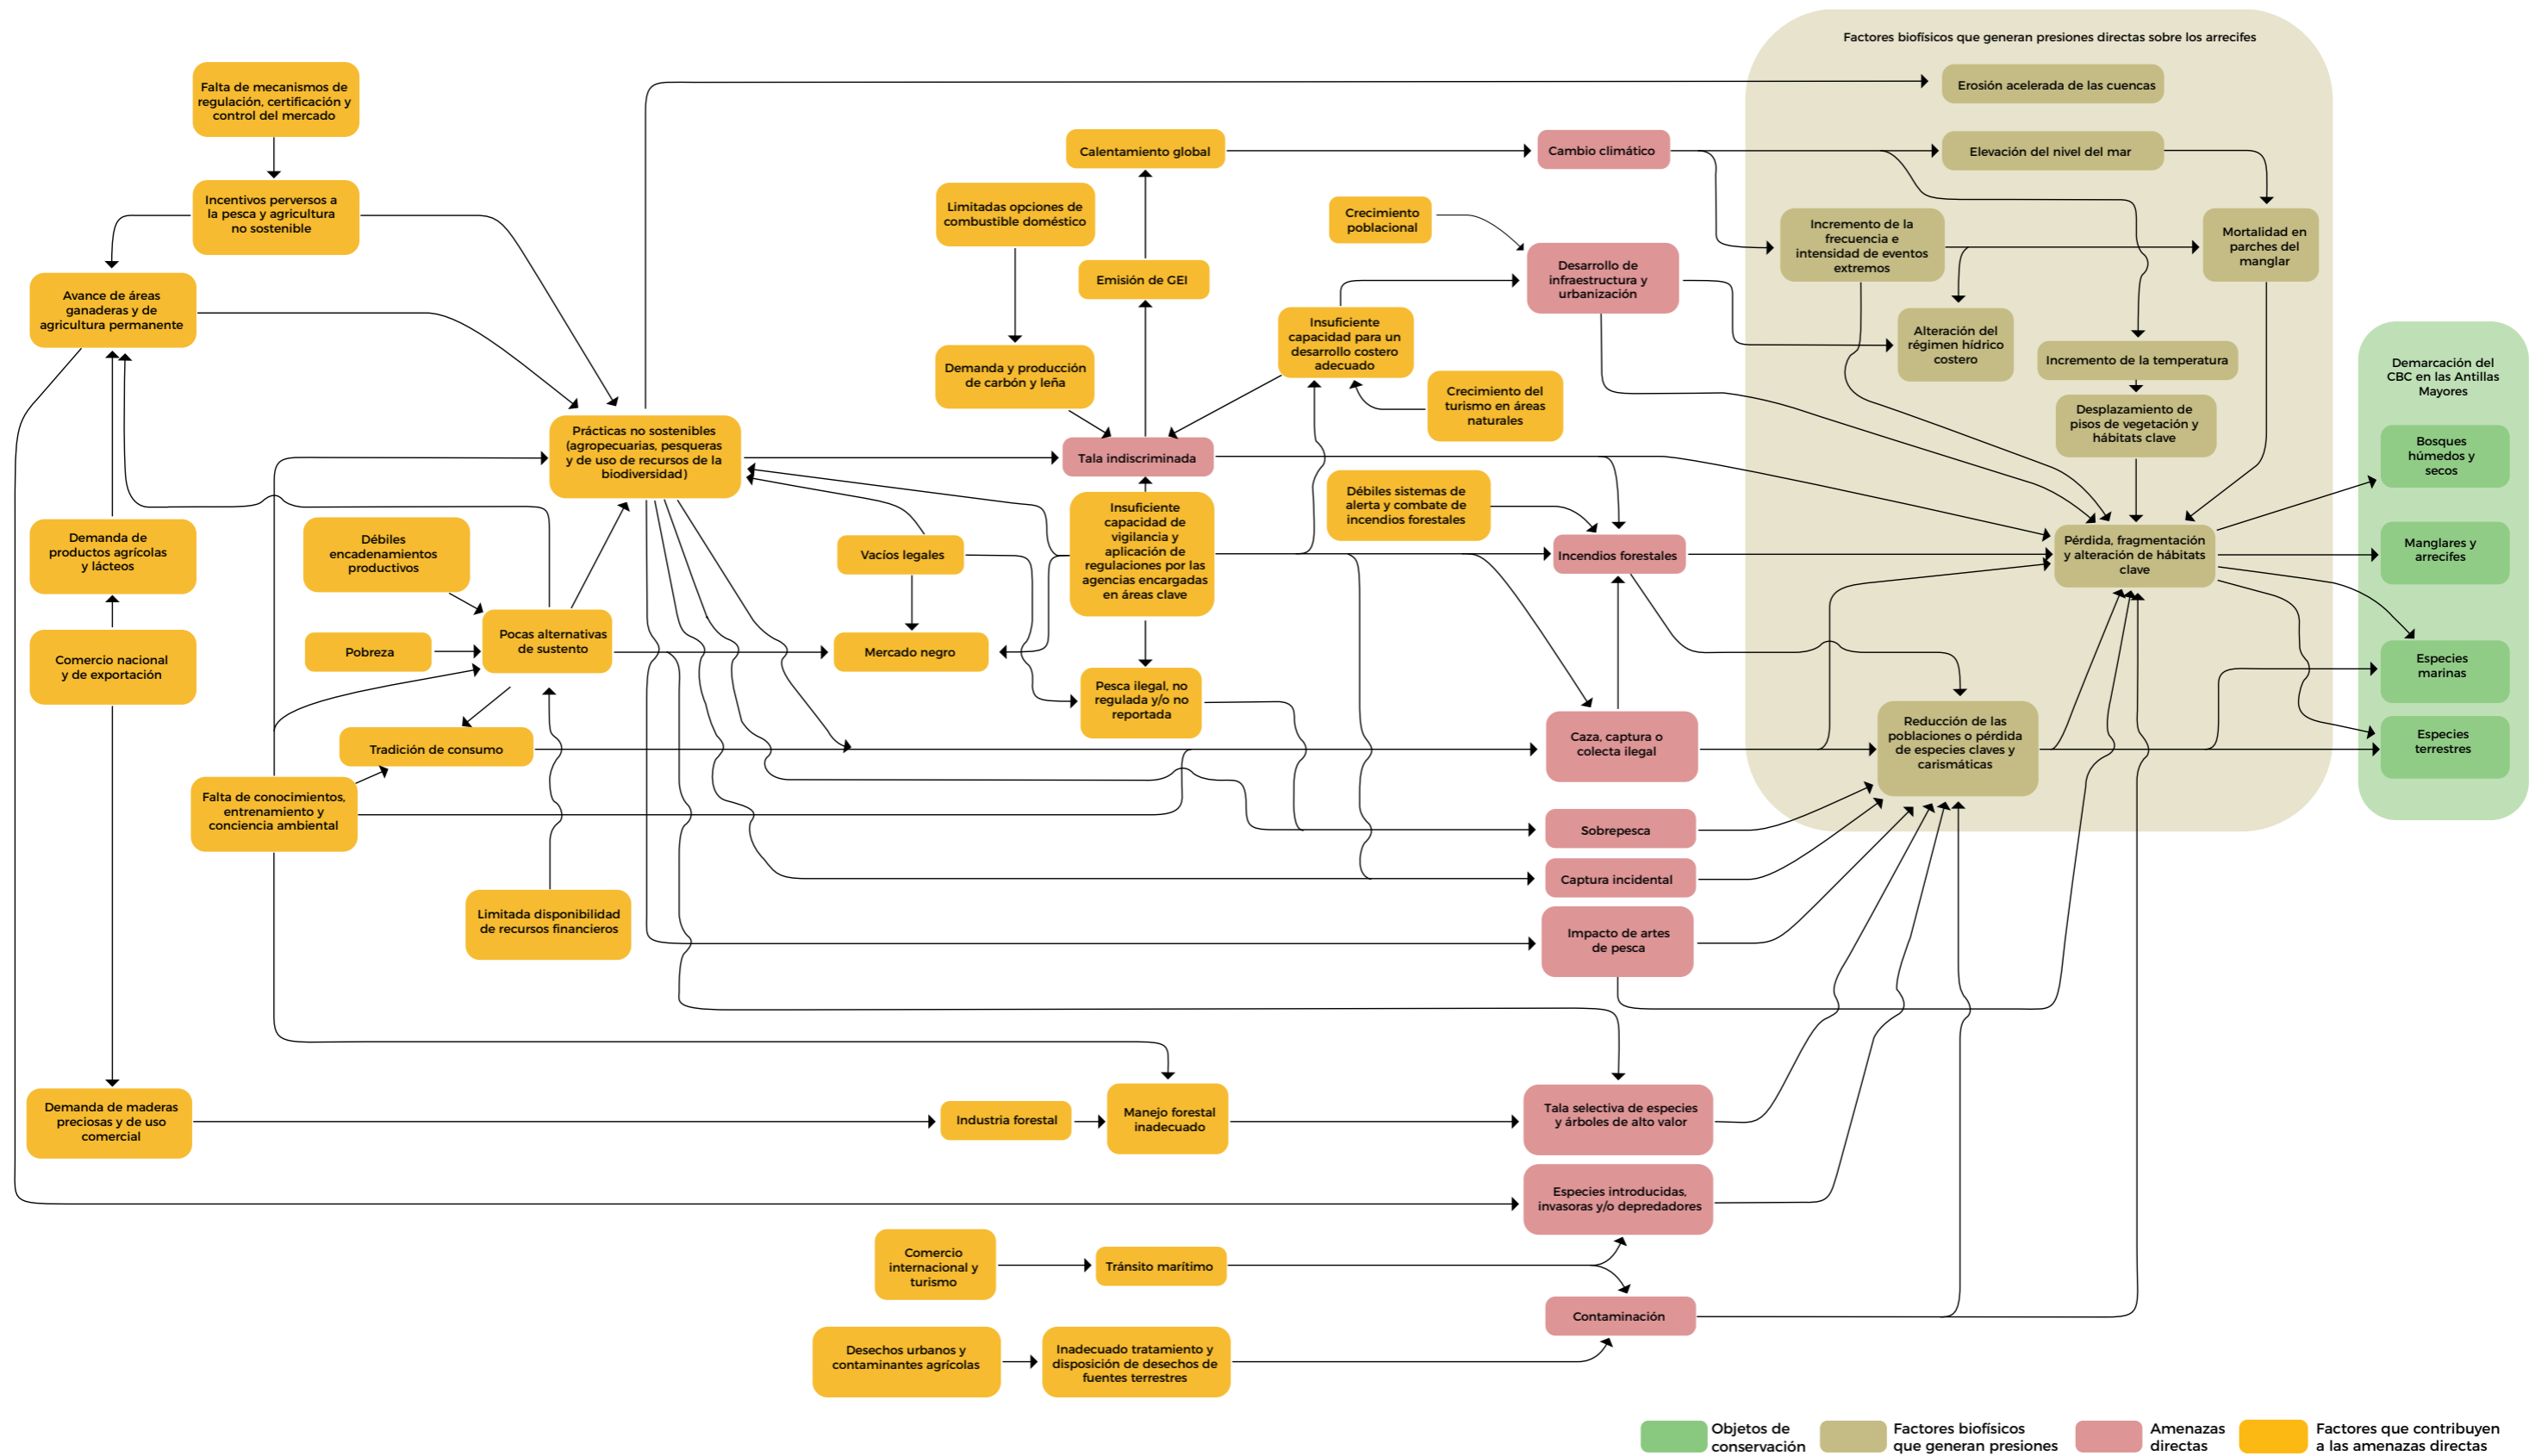 Factores biofísicos que generan presiones directas sobre los arrecifes
Falta de mecanismos de
regulación, certificación y
control del mercado
Erosión acelerada de las cuencas
Calentamiento global
Cambio climático
Elevación del nivel del mar
Incentivos perversos a
la pesca y agricultura
no sostenible
Limitadas opciones de
combustible doméstico
Crecimiento
poblacional
Incremento de la
frecuencia e
intensidad de eventos
extremos
Mortalidad en
parches del
manglar
Avance de áreas
ganaderas y de
agricultura permanente
Emisión de GEI
Desarrollo de
infraestructura y
urbanización
Insuficiente
capacidad para un
desarrollo costero
adecuado
Alteración del
régimen hídrico
costero
Incremento de la temperatura
Demarcación del
CBC en las Antillas
Mayores
Demanda y producción
de carbón y leña
Crecimiento del
turismo en áreas
naturales
Desplazamiento de
pisos de vegetación y
hábitats clave
Prácticas no sostenibles
(agropecuarias, pesqueras
y de uso de recursos de la
biodiversidad)
Tala indiscriminada
Bosques
húmedos y
secos
Débiles sistemas de
alerta y combate de
incendios forestales
Demanda de
productos agrícolas
y lácteos
Débiles
encadenamientos
productivos
Vacíos legales
Insuficiente
capacidad de
vigilancia y
aplicación de
regulaciones por las
agencias encargadas
en áreas clave
Incendios forestales
Pérdida, fragmentación
y alteración de hábitats
clave
Manglares y
arrecifes
Comercio nacional
y de exportación
Pobreza
Pocas alternativas
de sustento
Mercado negro
Pesca ilegal, no
regulada y/o no
reportada
Especies
marinas
Tradición de consumo
Caza, captura o
colecta ilegal
Reducción de las
poblaciones o pérdida
de especies claves y
carismáticas
Especies
terrestres
Falta de conocimientos,
entrenamiento y
conciencia ambiental
Sobrepesca
Captura incidental
Limitada disponibilidad
de recursos financieros
Impacto de artes
de pesca
Demanda de maderas
preciosas y de uso
comercial
Industria forestal
Manejo forestal
inadecuado
Tala selectiva de especies
y árboles de alto valor
Especies introducidas,
invasoras y/o depredadores
Comercio
internacional y
turismo
Tránsito marítimo
Contaminación
Desechos urbanos y
contaminantes agrícolas
Inadecuado tratamiento y
disposición de desechos de
fuentes terrestres
Objetos de
conservación
Factores biofísicos
que generan presiones
Amenazas
directas
Factores que contribuyen
a las amenazas directas